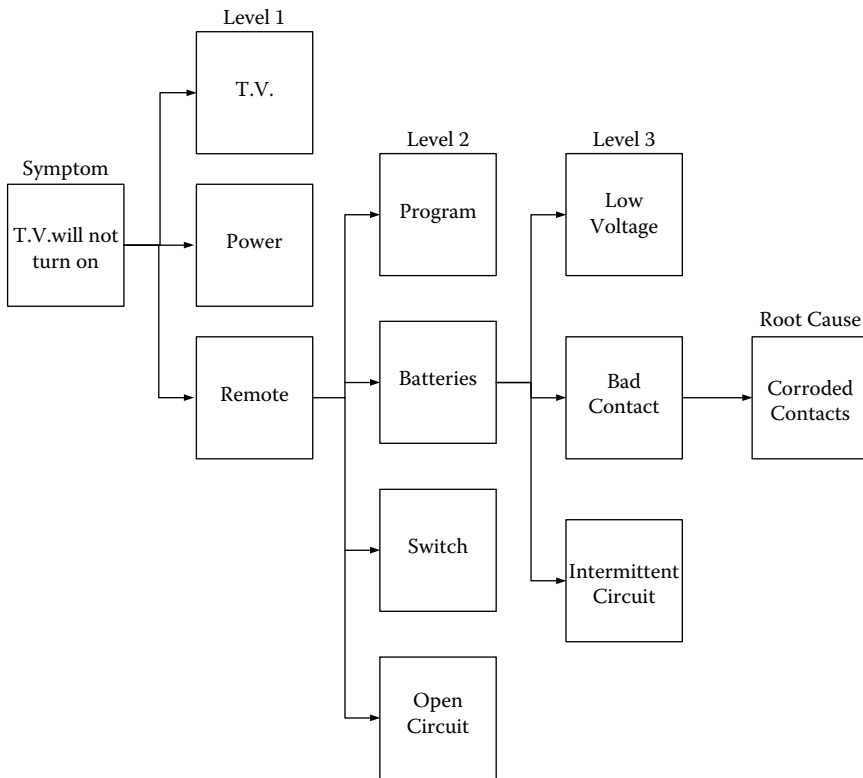 Level 1
T.V.
Level 2
Level 3
Symptom
Program
Low
Voltage
T.V.will not
turn on
Power
Root Cause
Remote
Batteries
Bad
Contact
Corroded
Contacts
Switch
Intermittent
Circuit
Open
Circuit